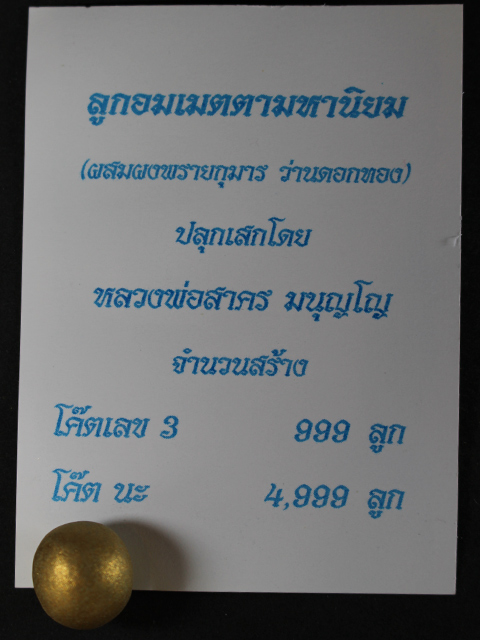 ลูกอมเมตตามหานิยม
(ผสมผงพรายกุมาร ว่านดอกทอง)
ปลุกเสกโดย
หลวงพ่อสาคร มนุญโญ
จำนวนสร้าง
โค๊ตเลข 3 999 ลูก
โค๊ต นะ 4,999 ลูก